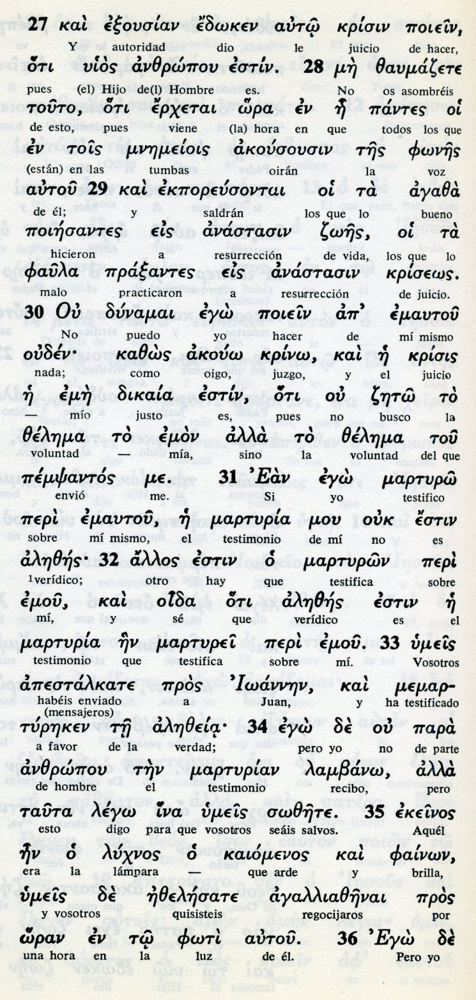 27 καὶ ἐξουσίαν ἔδωκεν αὐτῷ κρίσιν ποιεῖν,
Y autoridad dio le juicio de hacer,
ὅτι υἱὸς ἀνθρώπου ἐστίν. 28 μὴ θαυμάζετε
pues (el) Hijo de(l) Hombre es. No os asombréis
τοῦτο, ὅτι ἔρχεται ὥρα ἐν ᾗ πάντες οἱ
de esto, pues viene (la) hora en que todos los que
ἐν τοῖς μνημείοις ἀκούσουσιν τῆς φωνῆς
(están) en las tumbas oirán la voz
αὐτοῦ 29 καὶ ἐκπορεύσονται οἱ τὰ ἀγαθὰ
de él; y saldrán los que lo bueno
ποιήσαντες εἰς ἀνάστασιν ζωῆς, οἱ τὰ
hicieron a resurrección de vida, los que lo
φαῦλα πράξαντες εἰς ἀνάστασιν κρίσεως.
malo practicaron a resurrección de juicio.
30 Οὐ δύναμαι ἐγὼ ποιεῖν ἀπ' ἐμαυτοῦ
No puedo yo hacer de mí mismo
οὐδέν· καθὼς ἀκούω κρίνω, καὶ ἡ κρίσις
nada; como oigo, juzgo, y el juicio
ἡ ἐμὴ δικαία ἐστίν, ὅτι οὐ ζητῶ τὸ
— mío justo es, pues no busco la
θέλημα τὸ ἐμὸν ἀλλὰ τὸ θέλημα τοῦ
voluntad — mía, sino la voluntad del que
πέμψαντός με. 31 Ἐὰν ἐγὼ μαρτυρῶ
envió me. Si yo testifico
περὶ ἐμαυτοῦ, ἡ μαρτυρία μου οὐκ ἔστιν
sobre mí mismo, el testimonio de mí no es
ἀληθής· 32 ἄλλος ἐστὶν ὁ μαρτυρῶν περὶ
1verídico; otro hay que testifica sobre
ἐμοῦ, καὶ οἶδα ὅτι ἀληθής ἐστιν ἡ
mí, y sé que verídico es el
μαρτυρία ἣν μαρτυρεῖ περὶ ἐμοῦ. 33 ὑμεῖς
testimonio que testifica sobre mí. Vosotros
ἀπεστάλκατε πρὸς Ἰωάννην, καὶ μεμαρ-
habéis enviado a Juan, y ha testificado
(mensajeros)
τύρηκεν τῇ ἀληθείᾳ· 34 ἐγὼ δὲ οὐ παρὰ
a favor de la verdad; pero yo no de parte
ἀνθρώπου τὴν μαρτυρίαν λαμβάνω, ἀλλὰ
de hombre el testimonio recibo, pero
ταῦτα λέγω ἵνα ὑμεῖς σωθῆτε. 35 ἐκεῖνος
esto digo para que vosotros seáis salvos. Aquél
ἦν ὁ λύχνος ὁ καιόμενος καὶ φαίνων,
era la lámpara — que arde y brilla,
ὑμεῖς δὲ ἠθελήσατε ἀγαλλιαθῆναι πρὸς
y vosotros quisisteis regocijaros por
ὥραν ἐν τῷ φωτὶ αὐτοῦ. 36 Ἐγὼ δὲ
una hora en la luz de él. Pero yo